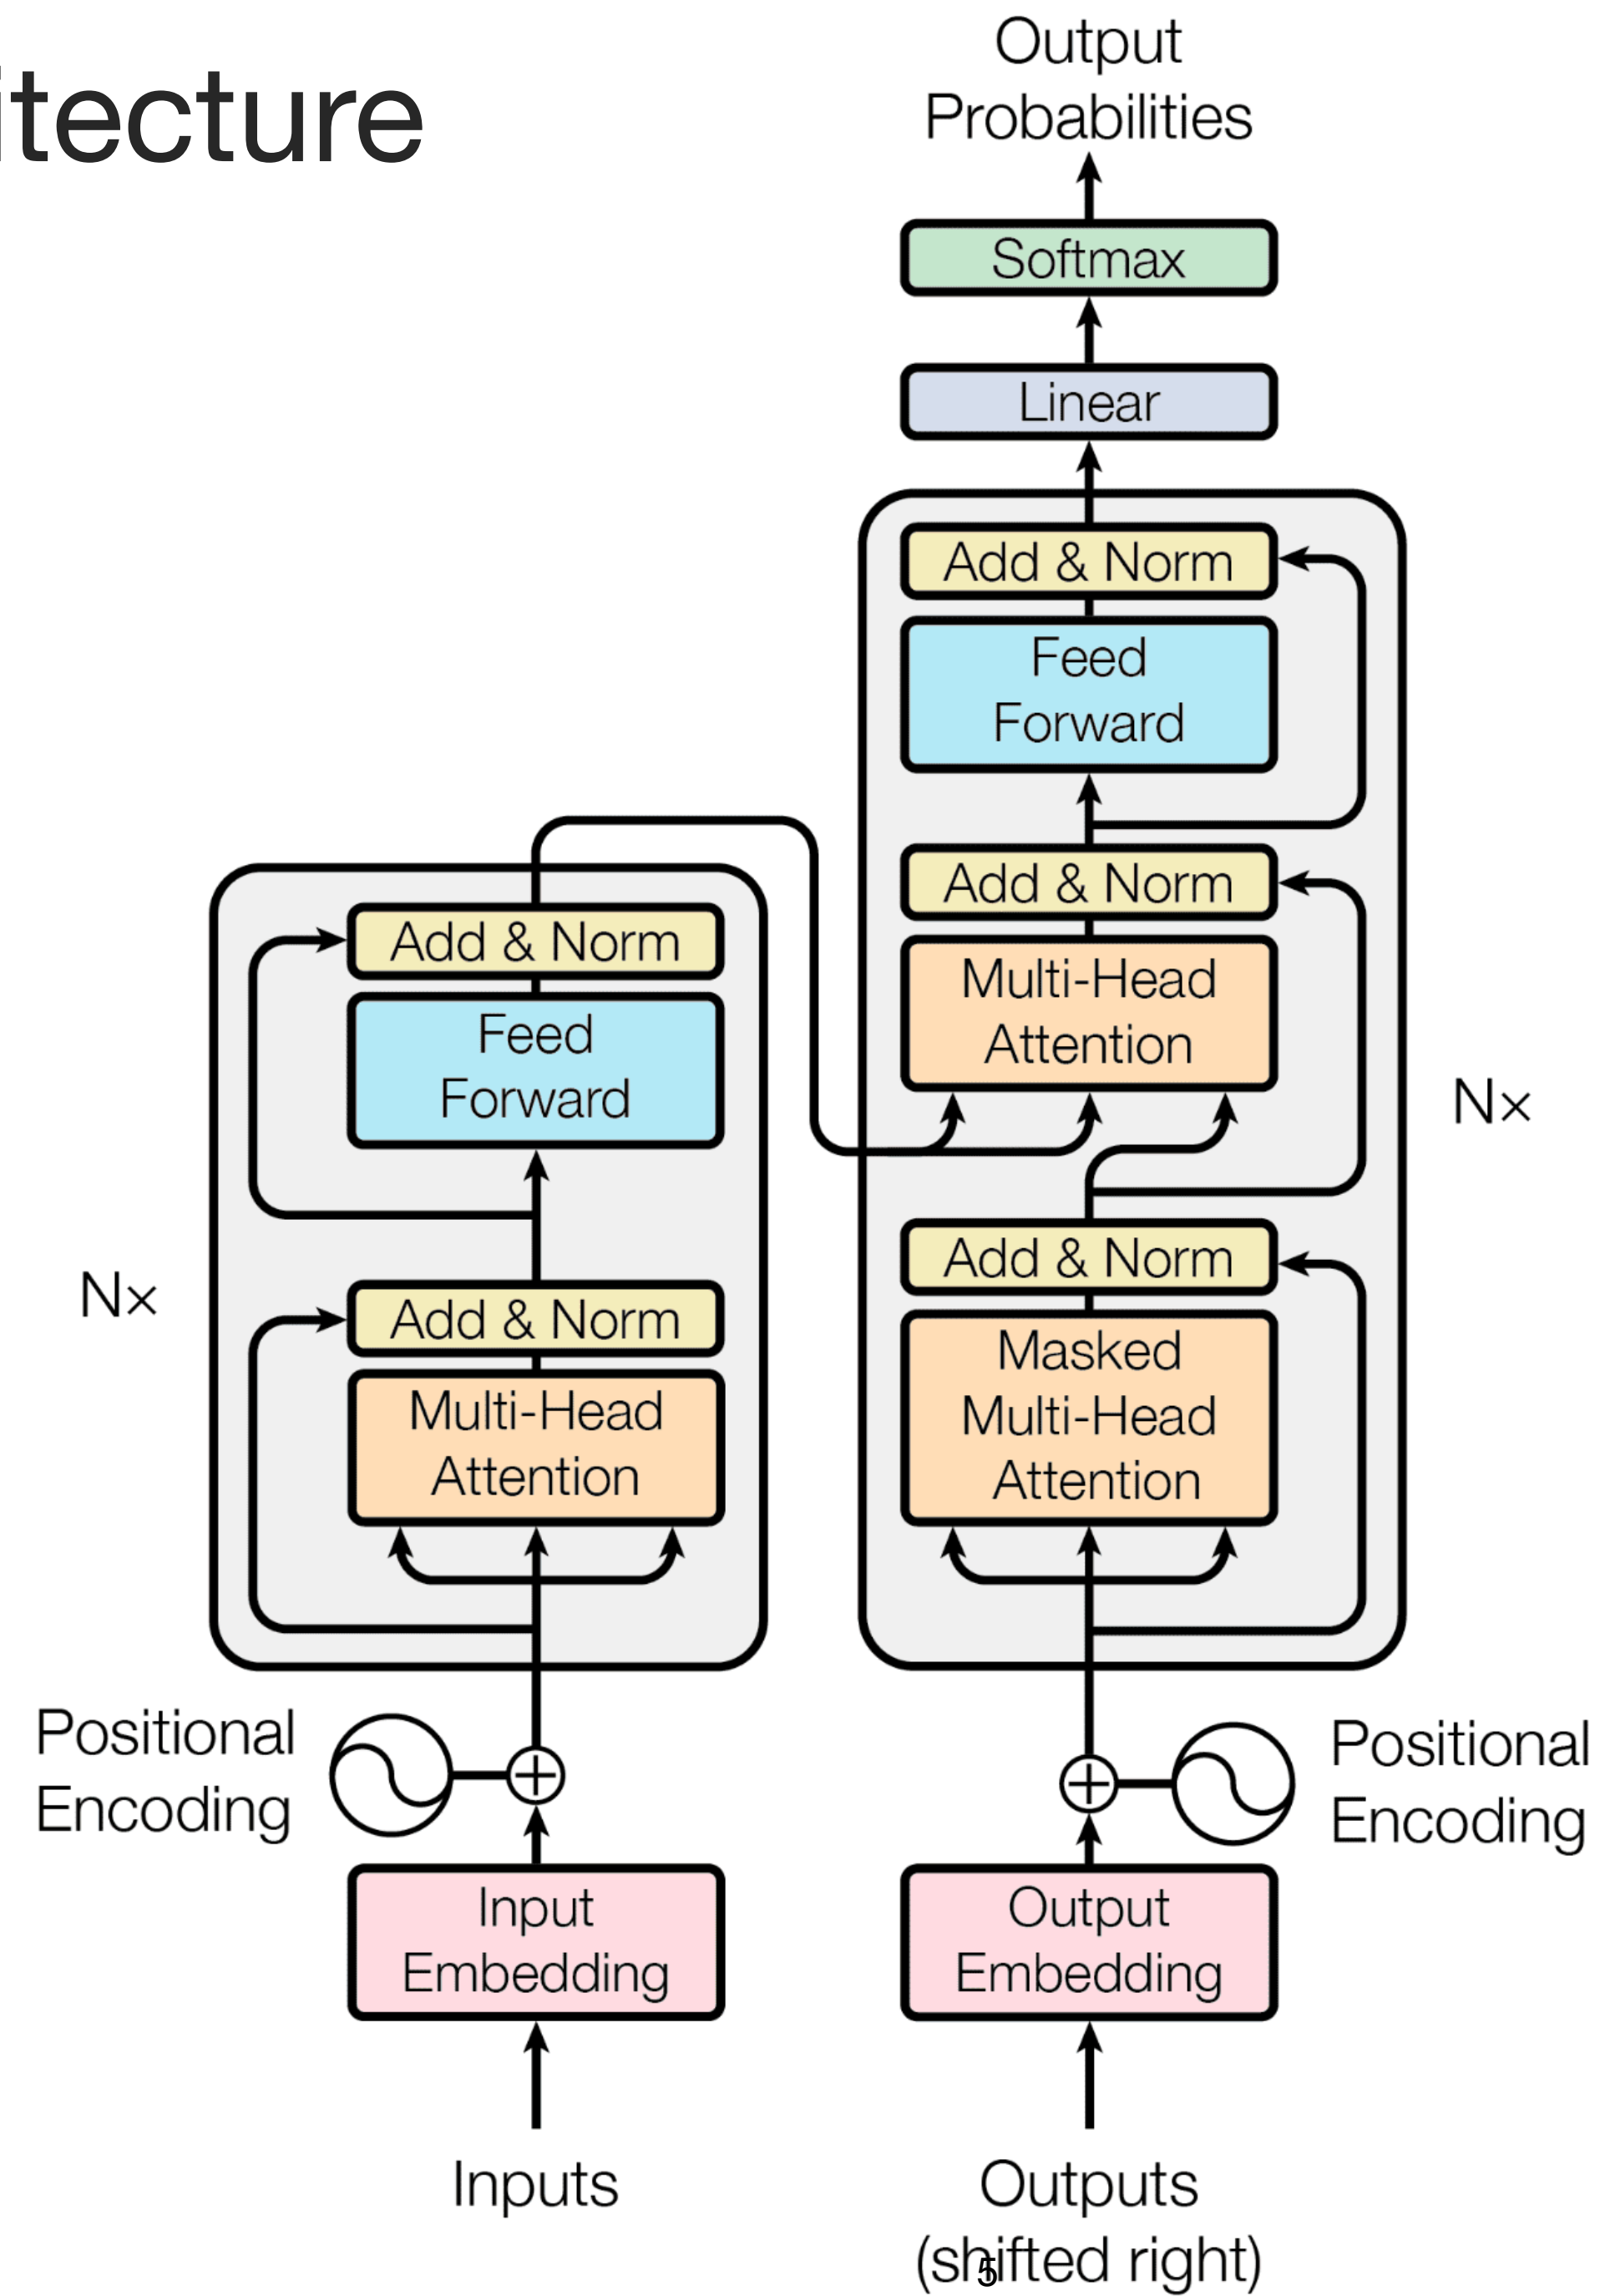 itecture
Output
Probabilities
Softmax
Linear
Add & Norm
Feed
Forward
Add & Norm
Multi-Head
Attention
Nx
Add & Norm
Masked
Multi-Head
Attention
Positional
Encoding
Output
Embedding
Outputs
(shifted right)
Add & Norm
Feed
Forward
Nx
Add & Norm
Multi-Head
Attention
Positional
Encoding
Input
Embedding
Inputs
5